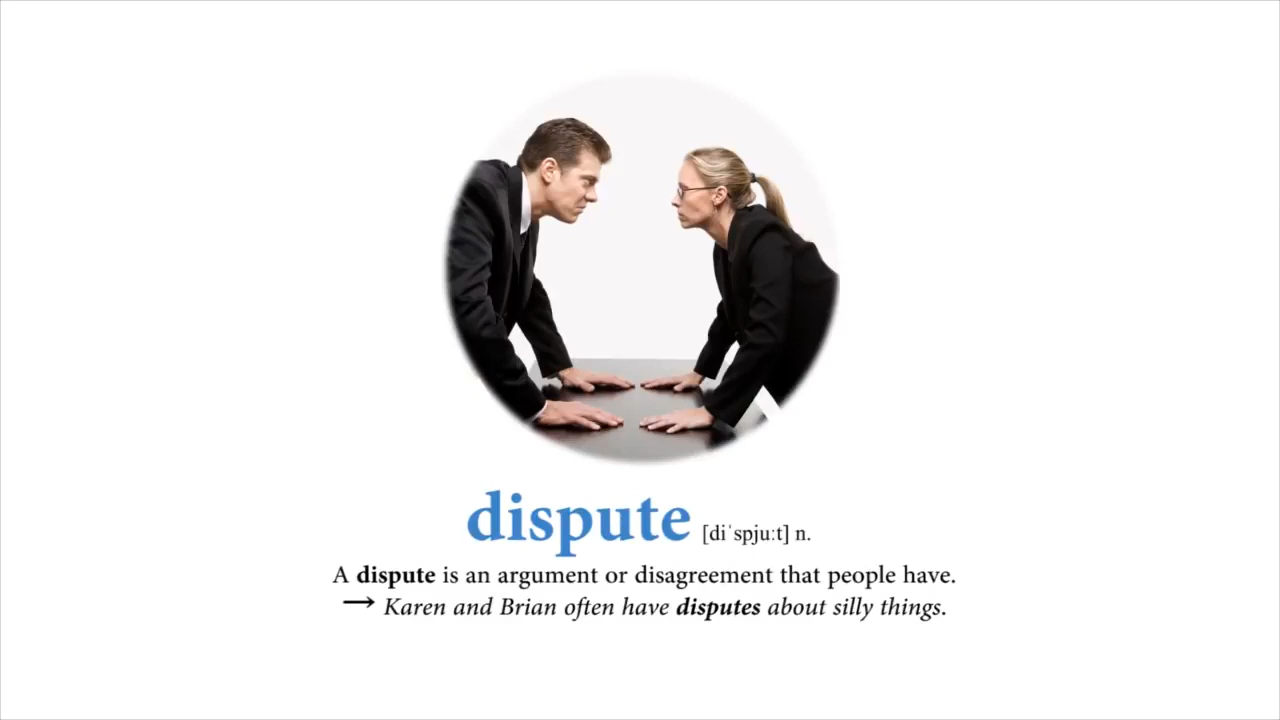 dispute [diˈspjuːt] n.
A dispute is an argument or disagreement that people have.
→ Karen and Brian often have disputes about silly things.